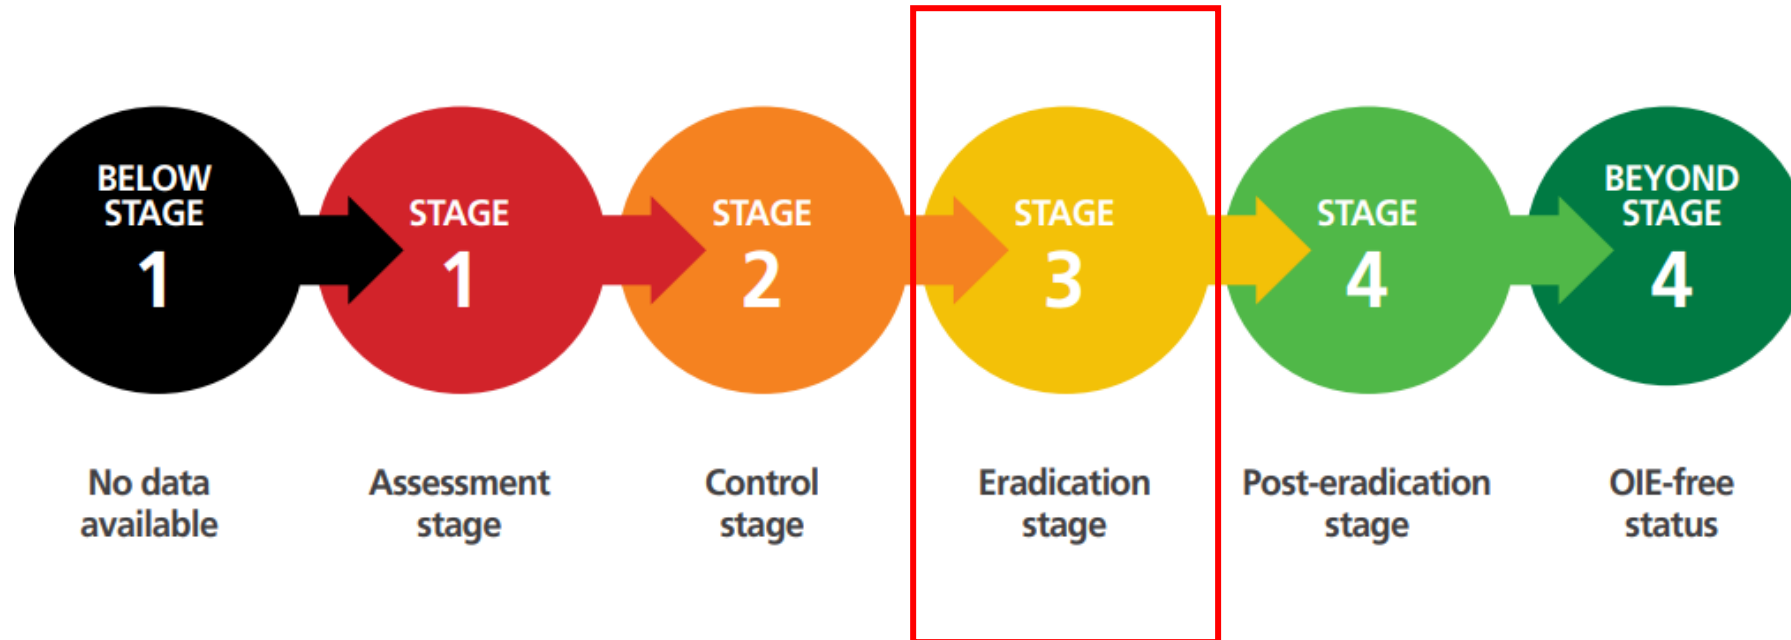 BELOW
STAGE
1
No data
available
STAGE
1
Assessment
stage
STAGE
2
Control
stage
STAGE
3
Eradication
stage
STAGE
4
Post-eradication
stage
BEYOND
STAGE
4
OIE-free
status